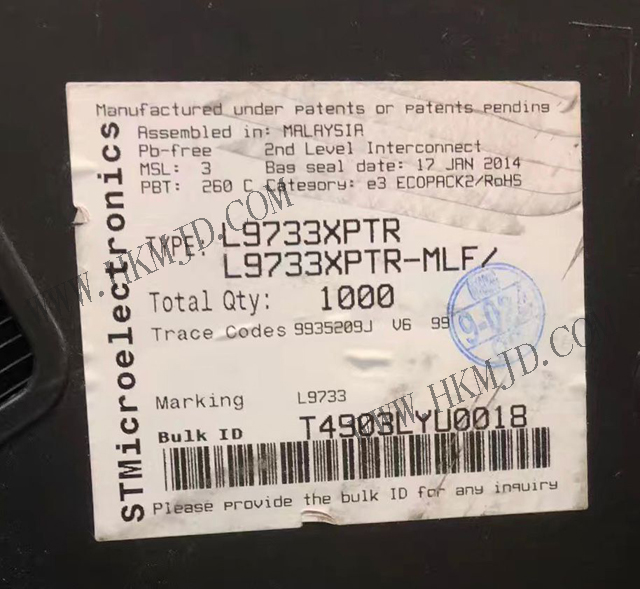 Manufactured under patents or patents pending
Assembled in: MALAYSIA
Pb-free 2nd Level Interconnect
MSL: 3 Bag seal date: 17 JAN 2014
PBT: 260 C Category: e3 ECOPACK2/RoHS
TYPE: L9733XPTR
L9733XPTR-MLF/
Total Qty: 1000
Trace Codes 9935209J V6 99
Marking L9733
Bulk ID T4903LYU0018
Please provide the bulk ID for any inquiry
STMicroelectronics
WWW.HKMJD.COM
WWW.HKMJD.COM